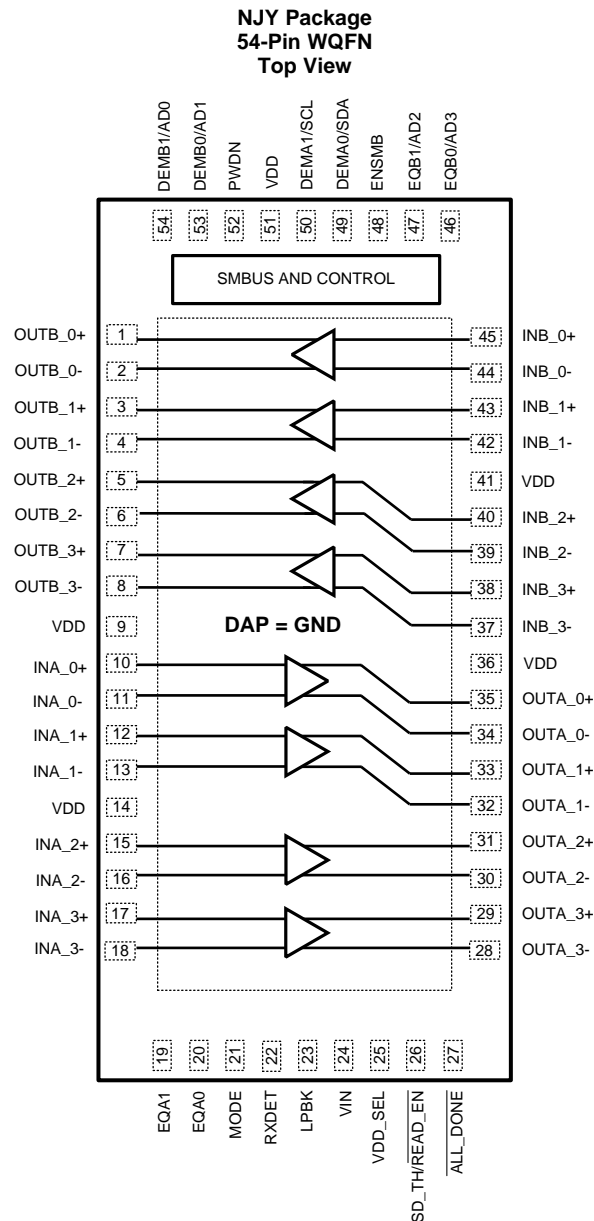 NJY Package
54-Pin WQFN
Top View
DEMB1/AD0
DEMB0/AD1
PWDN
VDD
DEMA1/SCL
DEMA0/SDA
ENSMB
EQB1/AD2
EQB0/AD3
54
53
52
51
50
49
48
47
46
SMBUS AND CONTROL
OUTB_0+ 1 45 INB_0+
OUTB_0- 2 44 INB_0-
OUTB_1+ 3 43 INB_1+
OUTB_1- 4 42 INB_1-
OUTB_2+ 5 41 VDD
OUTB_2- 6 40 INB_2+
OUTB_3+ 7 39 INB_2-
OUTB_3- 8 38 INB_3+
VDD 9 DAP = GND 37 INB_3-
INA_0+ 10 36 VDD
INA_0- 11 35 OUTA_0+
INA_1+ 12 34 OUTA_0-
INA_1- 13 33 OUTA_1+
VDD 14 32 OUTA_1-
INA_2+ 15 31 OUTA_2+
INA_2- 16 30 OUTA_2-
INA_3+ 17 29 OUTA_3+
INA_3- 18 28 OUTA_3-
19
20
21
22
23
24
25
26
27
EQA1
EQA0
MODE
RXDET
LPBK
VIN
VDD_SEL
SD_TH/READ_EN
ALL_DONE